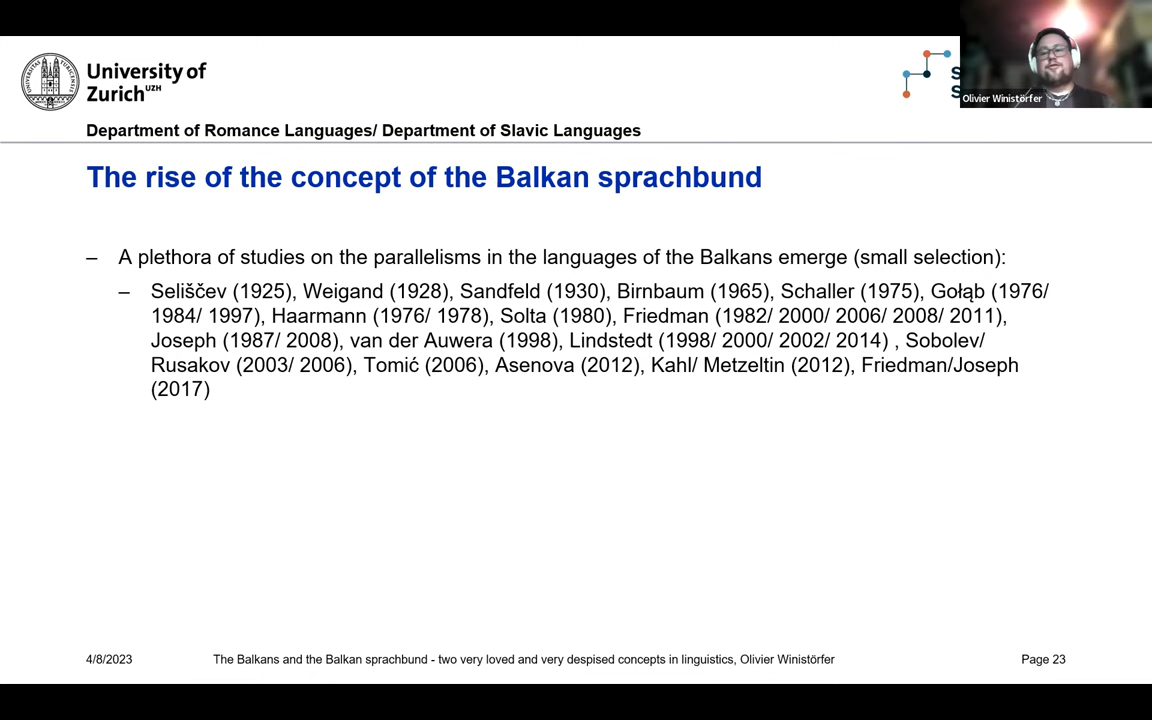 University of
Zurich UZH
S
S
Olivier Winistörfer
Department of Romance Languages/ Department of Slavic Languages
The rise of the concept of the Balkan sprachbund
– A plethora of studies on the parallelisms in the languages of the Balkans emerge (small selection):
– Seliščev (1925), Weigand (1928), Sandfeld (1930), Birnbaum (1965), Schaller (1975), Gołąb (1976/
1984/ 1997), Haarmann (1976/ 1978), Solta (1980), Friedman (1982/ 2000/ 2006/ 2008/ 2011),
Joseph (1987/ 2008), van der Auwera (1998), Lindstedt (1998/ 2000/ 2002/ 2014) , Sobolev/
Rusakov (2003/ 2006), Tomić (2006), Asenova (2012), Kahl/ Metzeltin (2012), Friedman/Joseph
(2017)
4/8/2023
The Balkans and the Balkan sprachbund - two very loved and very despised concepts in linguistics, Olivier Winistörfer
Page 23